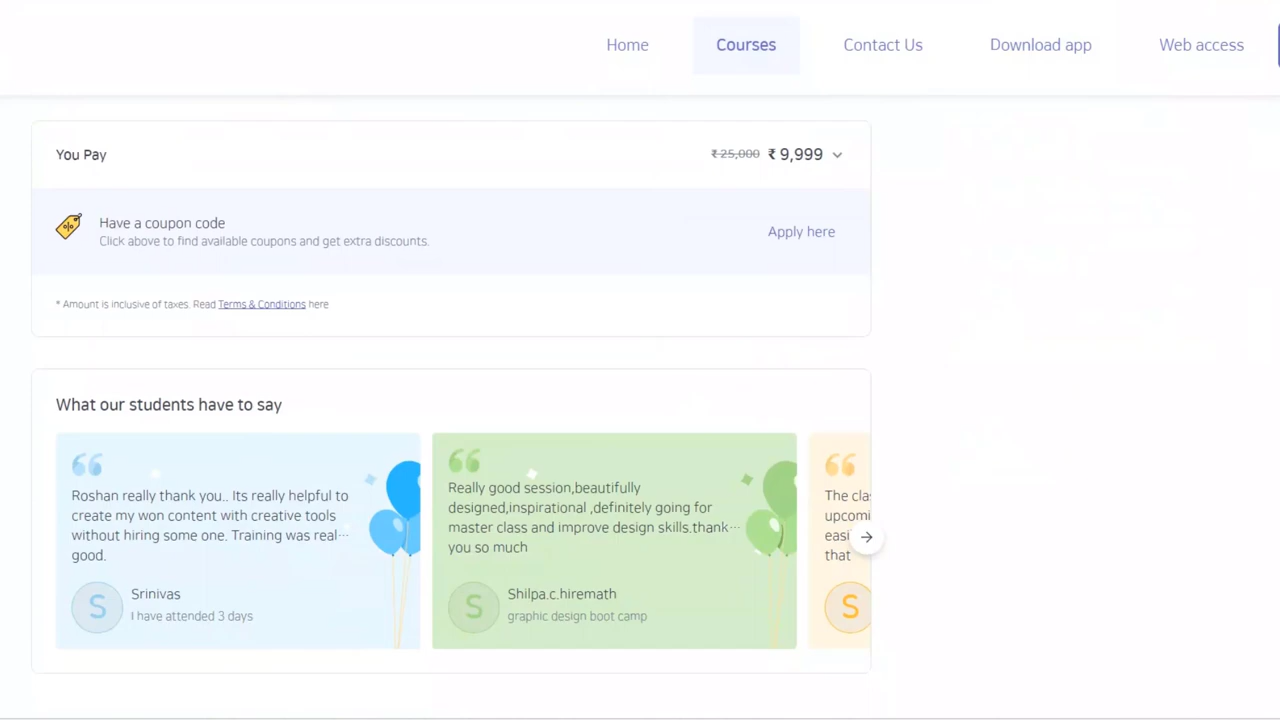 Home Courses Contact Us Download app Web access
You Pay ₹ 25,000 ₹ 9,999
Have a coupon code
Click above to find available coupons and get extra discounts.
Apply here
* Amount is inclusive of taxes. Read Terms & Conditions here
What our students have to say
Roshan really thank you.. Its really helpful to
create my won content with creative tools
without hiring some one. Training was real...
good.
S
Srinivas
I have attended 3 days
Really good session,beautifully
designed,inspirational ,definitely going for
master class and improve design skills.thank...
you so much
S
Shilpa.c.hiremath
graphic design boot camp
The cla
upcomi
easi
that
S